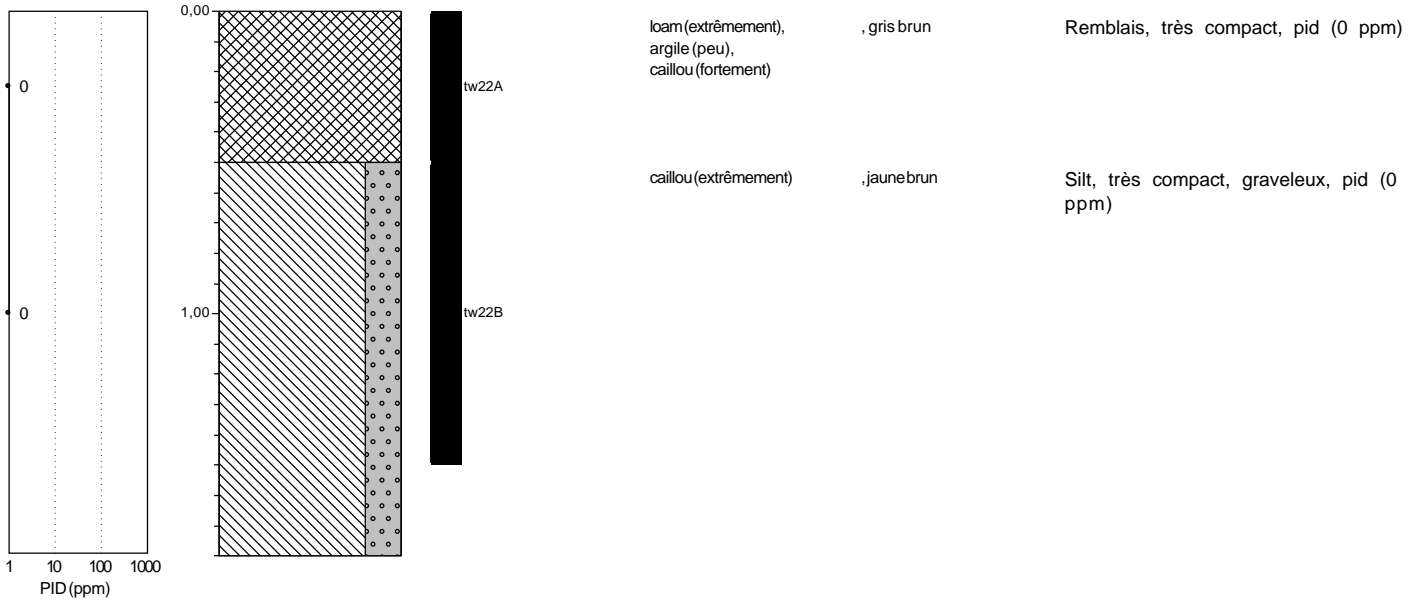 0,00
loam (extrêmement), , gris brun Remblais, très compact, pid (0 ppm)
argile (peu),
caillou (fortement)
0 tw22A
caillou (extrêmement) , jaune brun Silt, très compact, graveleux, pid (0
ppm)
0 1,00 tw22B
1 10 100 1000
PID (ppm)